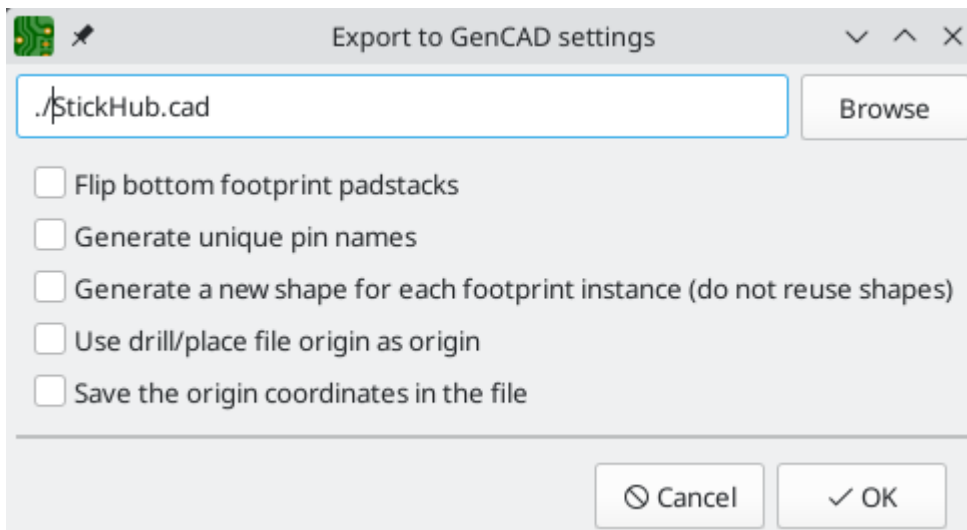 Export to GenCAD settings
./StickHub.cad
Browse
Flip bottom footprint padstacks
Generate unique pin names
Generate a new shape for each footprint instance (do not reuse shapes)
Use drill/place file origin as origin
Save the origin coordinates in the file
Cancel
OK